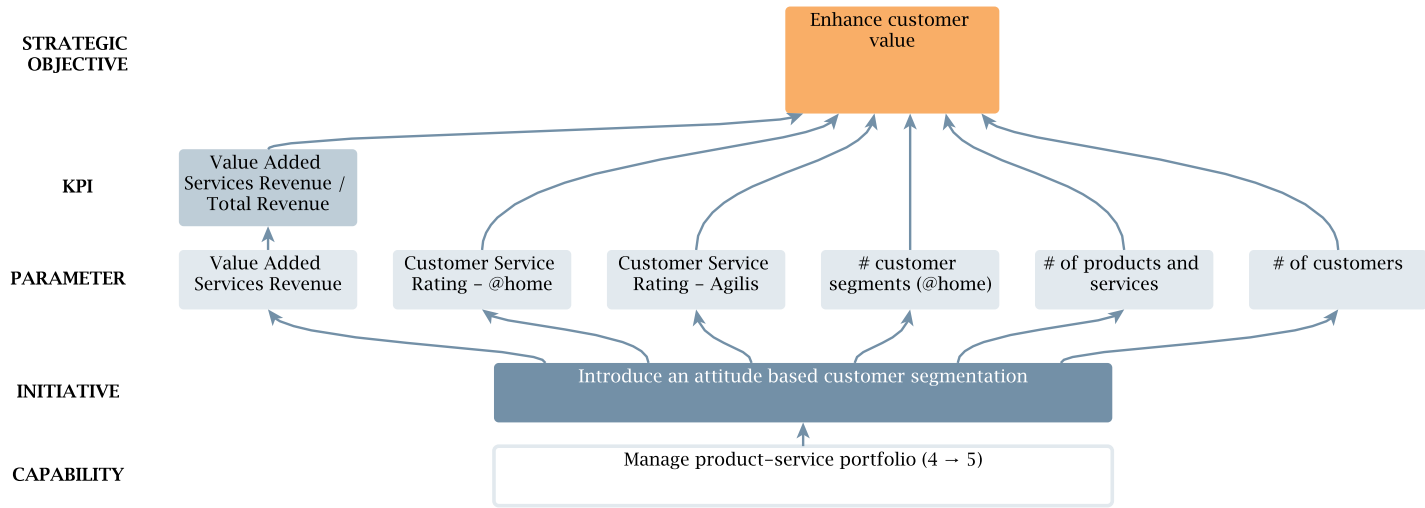 STRATEGIC
OBJECTIVE
Enhance customer
value
KPI
Value Added
Services Revenue /
Total Revenue
PARAMETER
Value Added
Services Revenue
Customer Service
Rating – @home
Customer Service
Rating – Agilis
# customer
segments (@home)
# of products and
services
# of customers
INITIATIVE
Introduce an attitude based customer segmentation
CAPABILITY
Manage product–service portfolio (4 → 5)